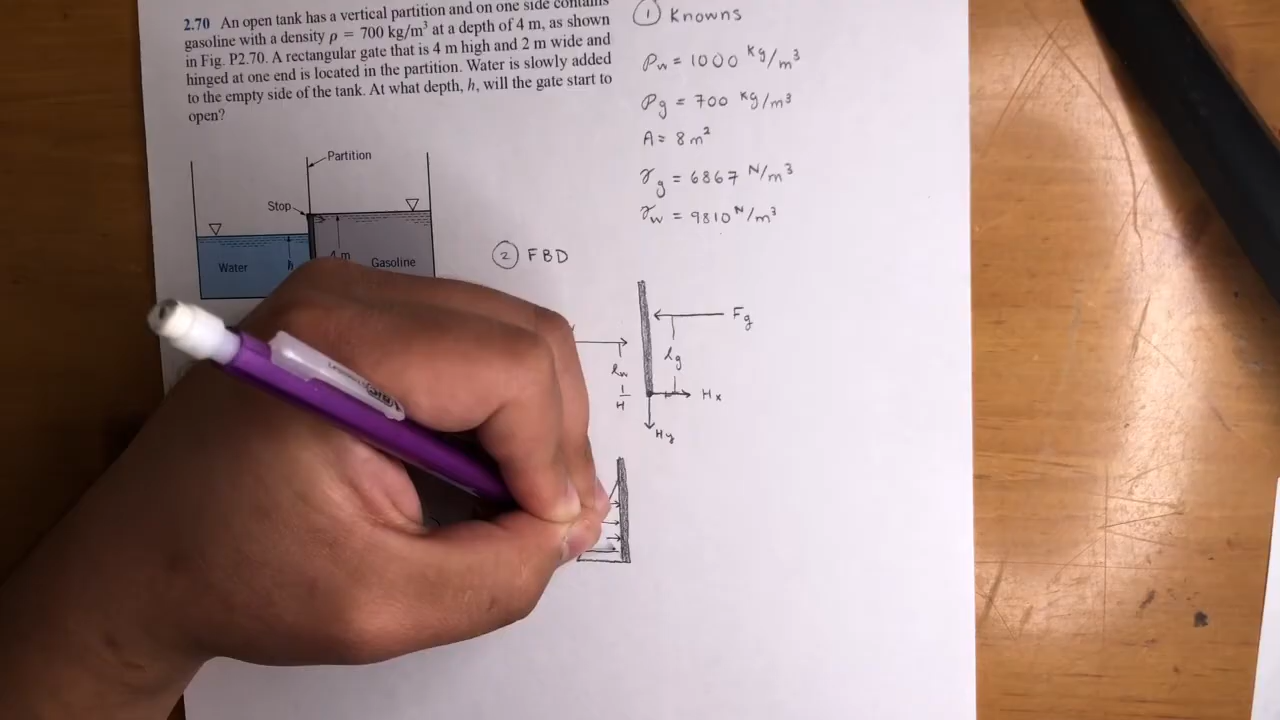 2.70 An open tank has a vertical partition and on one side contains
gasoline with a density ρ = 700 kg/m³ at a depth of 4 m, as shown
in Fig. P2.70. A rectangular gate that is 4 m high and 2 m wide and
hinged at one end is located in the partition. Water is slowly added
to the empty side of the tank. At what depth, h, will the gate start to
open?
Partition
Stop
Water
h
4 m
Gasoline
① Knowns
ρw = 1000 kg/m³
ρg = 700 kg/m³
A = 8 m²
γg = 6867 N/m³
γw = 9810 N/m³
② FBD
Fg
lg
lw
H
Hx
Hy